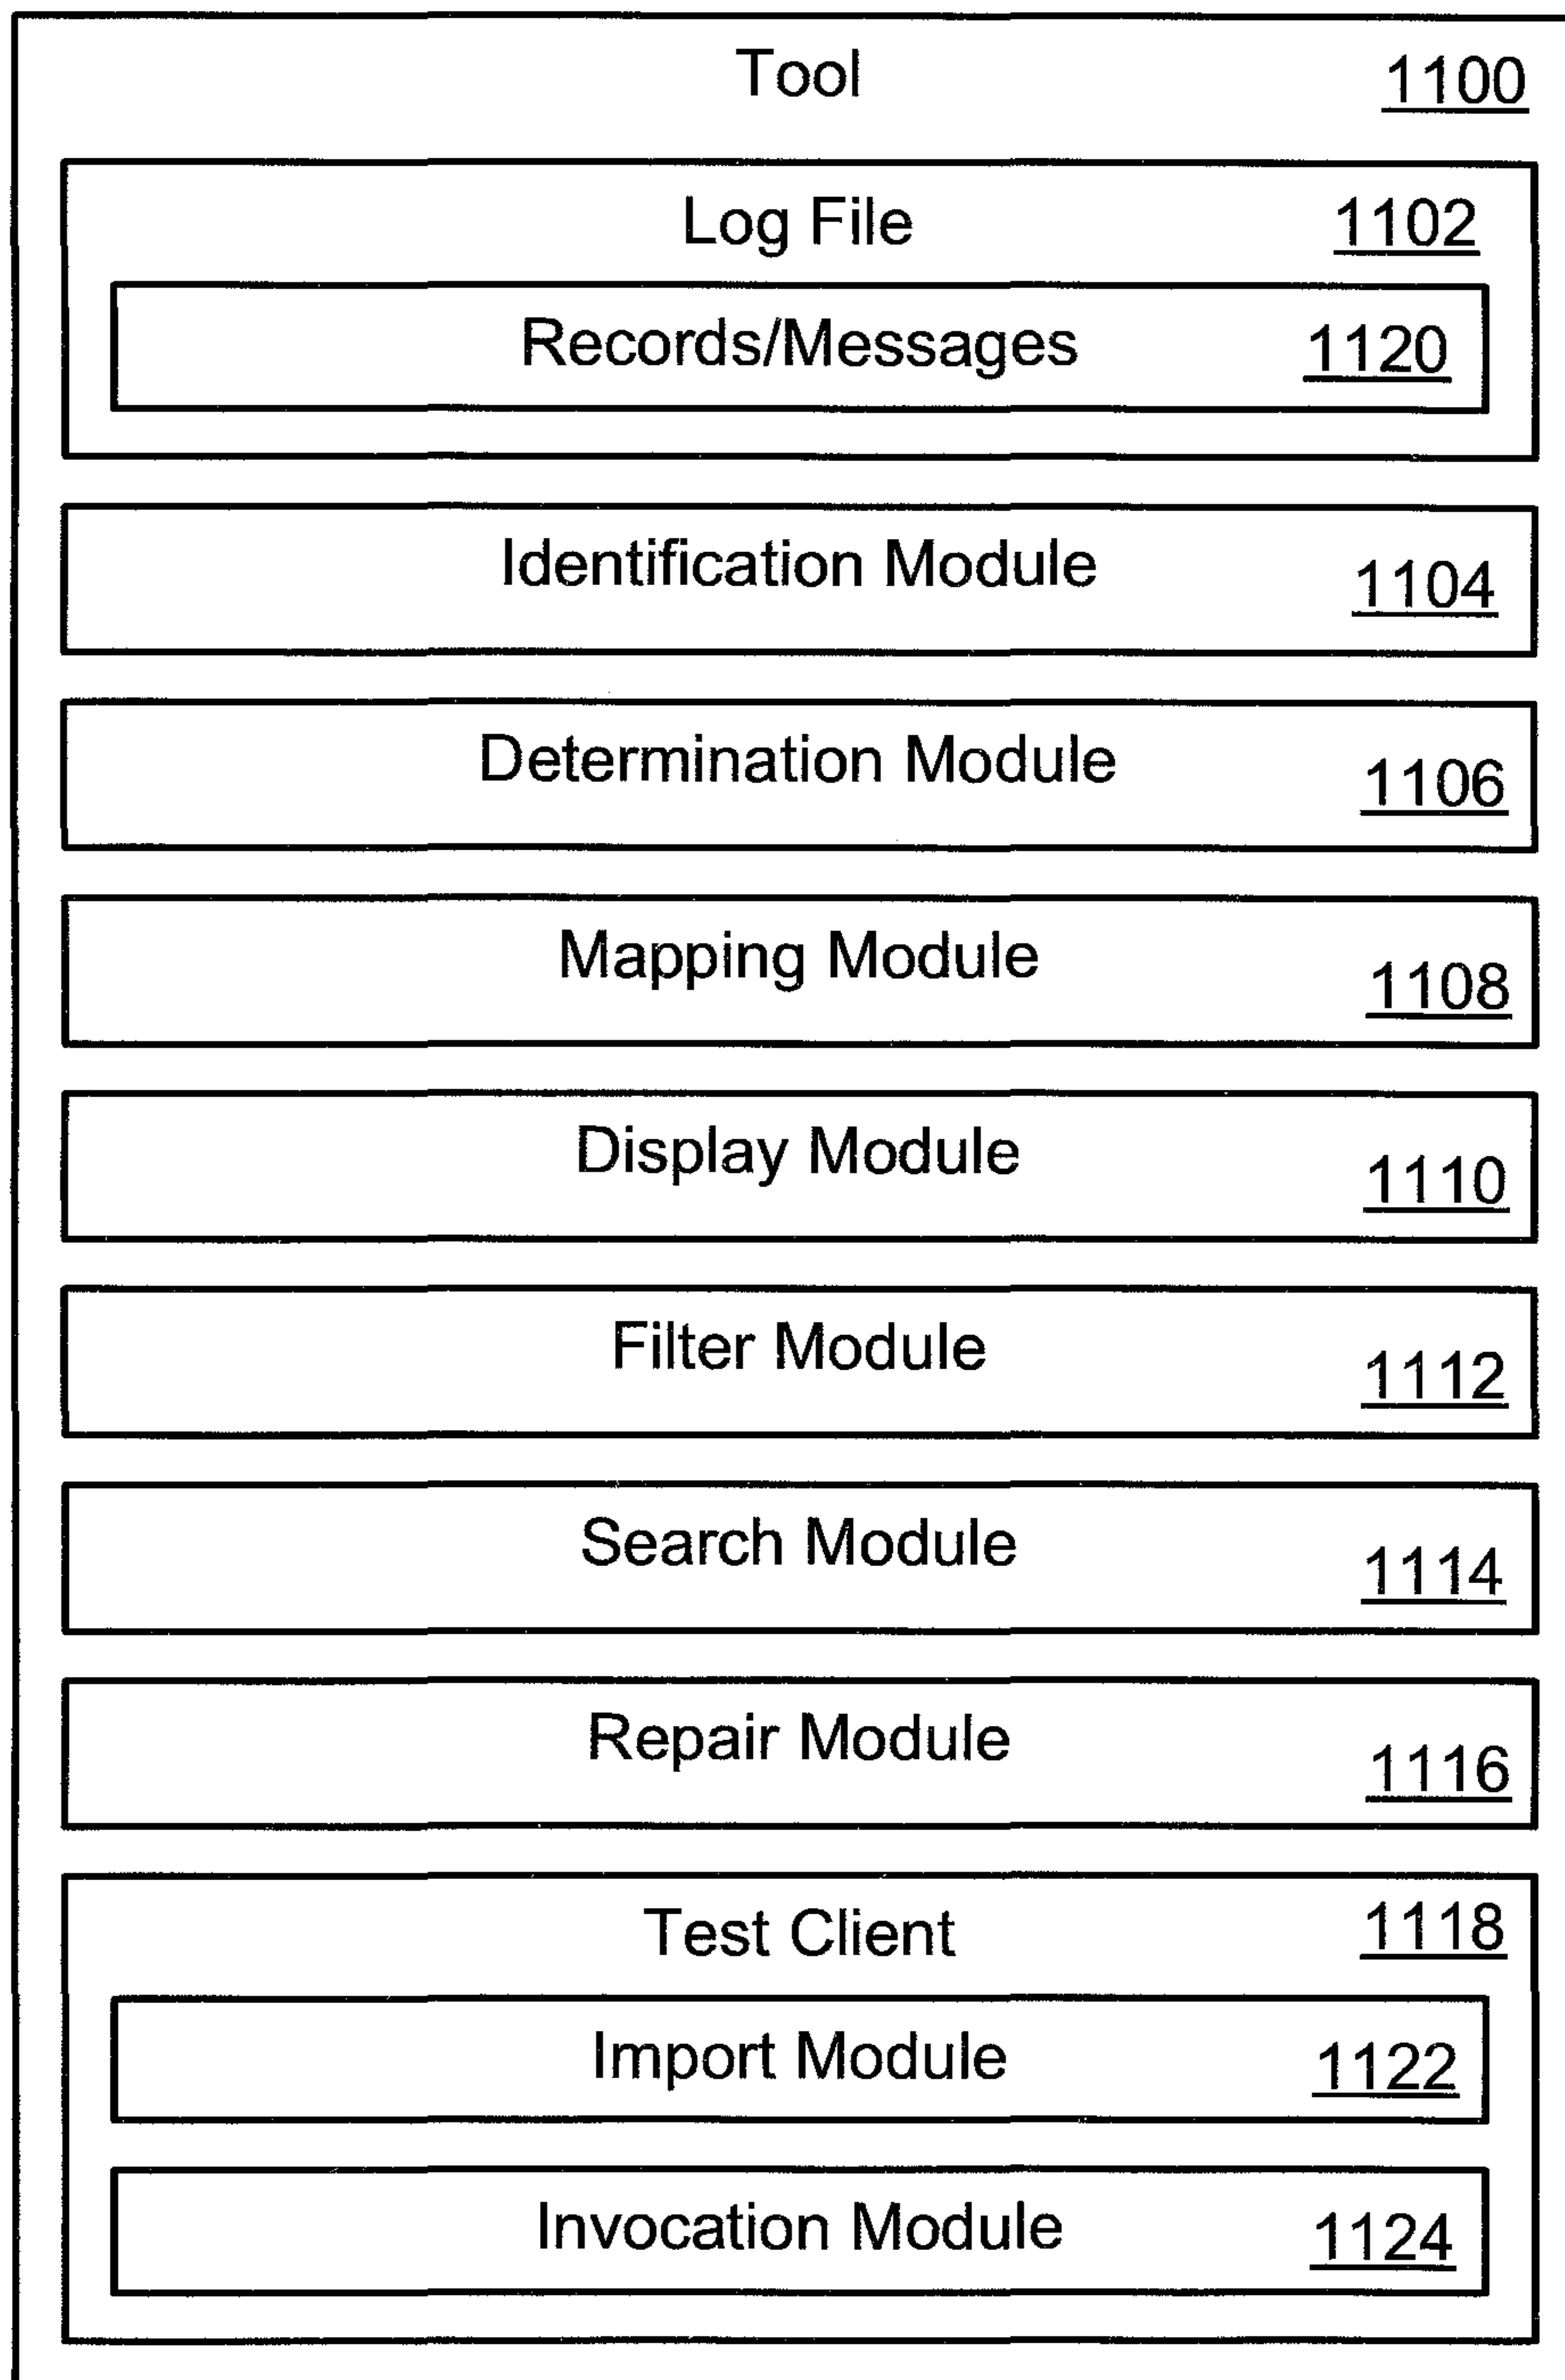 Tool 1100
Log File 1102
Records/Messages 1120
Identification Module 1104
Determination Module 1106
Mapping Module 1108
Display Module 1110
Filter Module 1112
Search Module 1114
Repair Module 1116
Test Client 1118
Import Module 1122
Invocation Module 1124